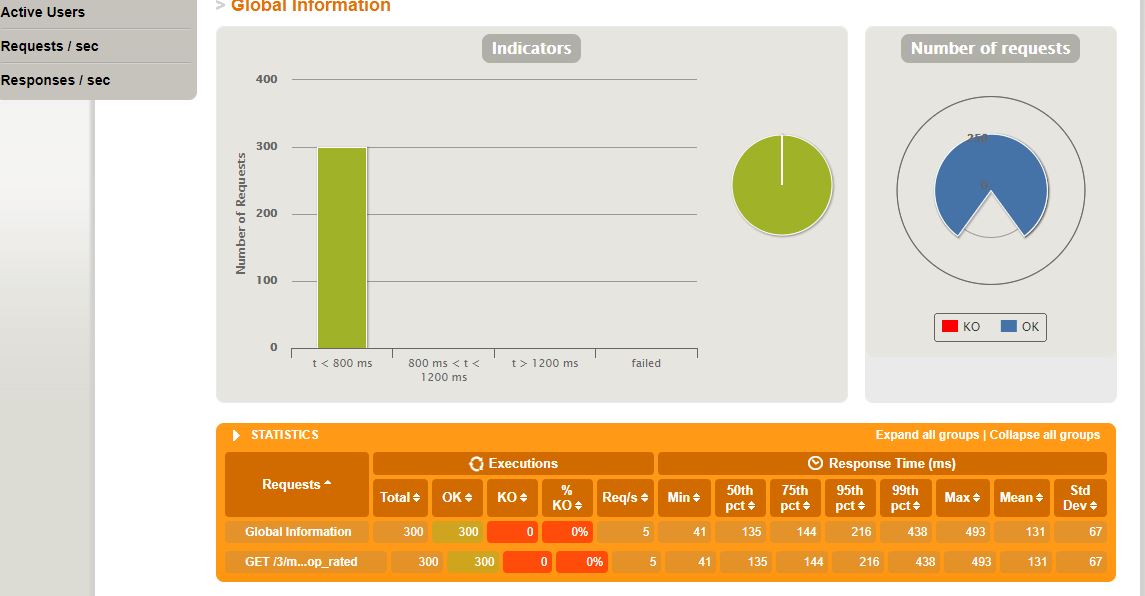 Active Users
Requests / sec
Responses / sec
> Global Information
Indicators
400
300
200
100
0
Number of Requests
t < 800 ms
800 ms < t <
1200 ms
t > 1200 ms
failed
Number of requests
250
0
KO OK
STATISTICS Expand all groups | Collapse all groups
Requests
Executions
Response Time (ms)
Total OK KO % KO Req/s Min 50th pct 75th pct 95th pct 99th pct Max Mean Std Dev
Global Information 300 300 0 0% 5 41 135 144 216 438 493 131 67
GET /3/m...op_rated 300 300 0 0% 5 41 135 144 216 438 493 131 67